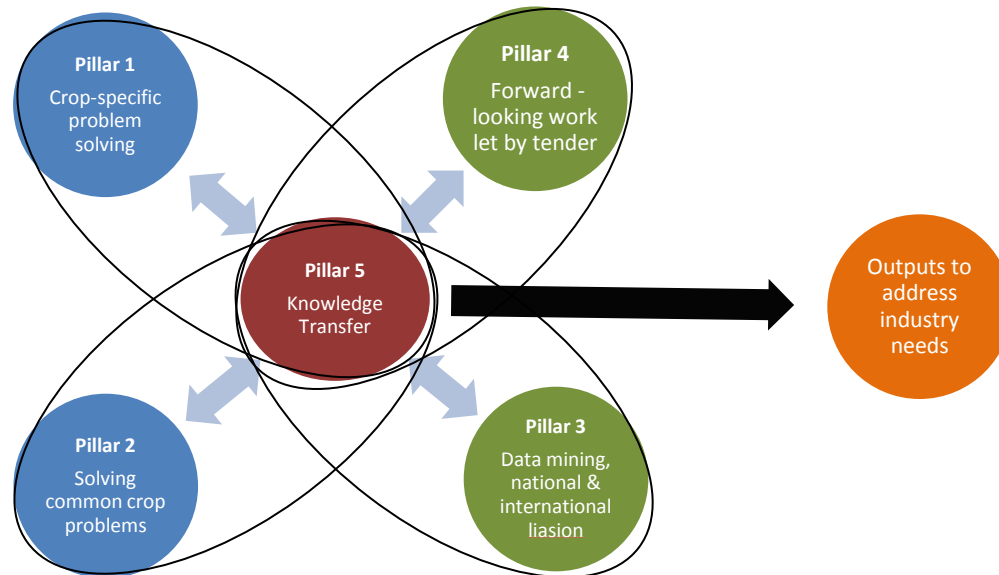 Pillar 1
Crop-specific
problem
solving
Pillar 4
Forward -
looking work
let by tender
Pillar 5
Knowledge
Transfer
Outputs to
address
industry
needs
Pillar 2
Solving
common crop
problems
Pillar 3
Data mining,
national &
international
liasion